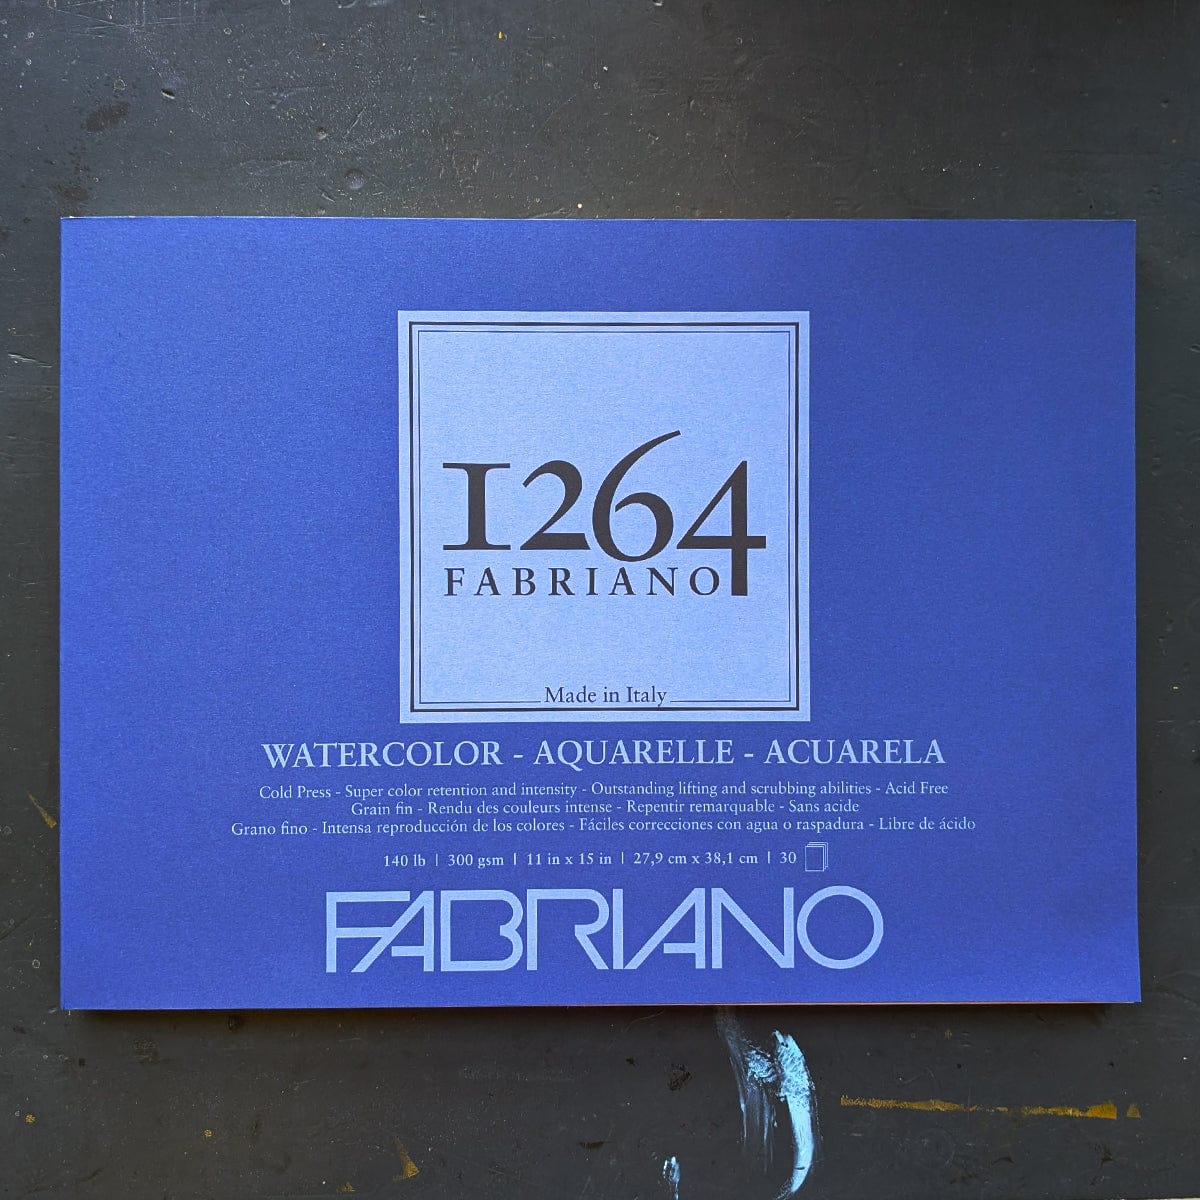 1264
FABRIANO
Made in Italy
WATERCOLOR - AQUARELLE - ACUARELA
Cold Press - Super color retention and intensity - Outstanding lifting and scrubbing abilities - Acid Free
Grain fin - Rendu des couleurs intense - Repentir remarquable - Sans acide
Grano fino - Intensa reproducción de los colores - Fáciles correcciones con agua o raspadura - Libre de ácido
140 lb | 300 gsm | 11 in x 15 in | 27,9 cm x 38,1 cm | 30
FABRIANO